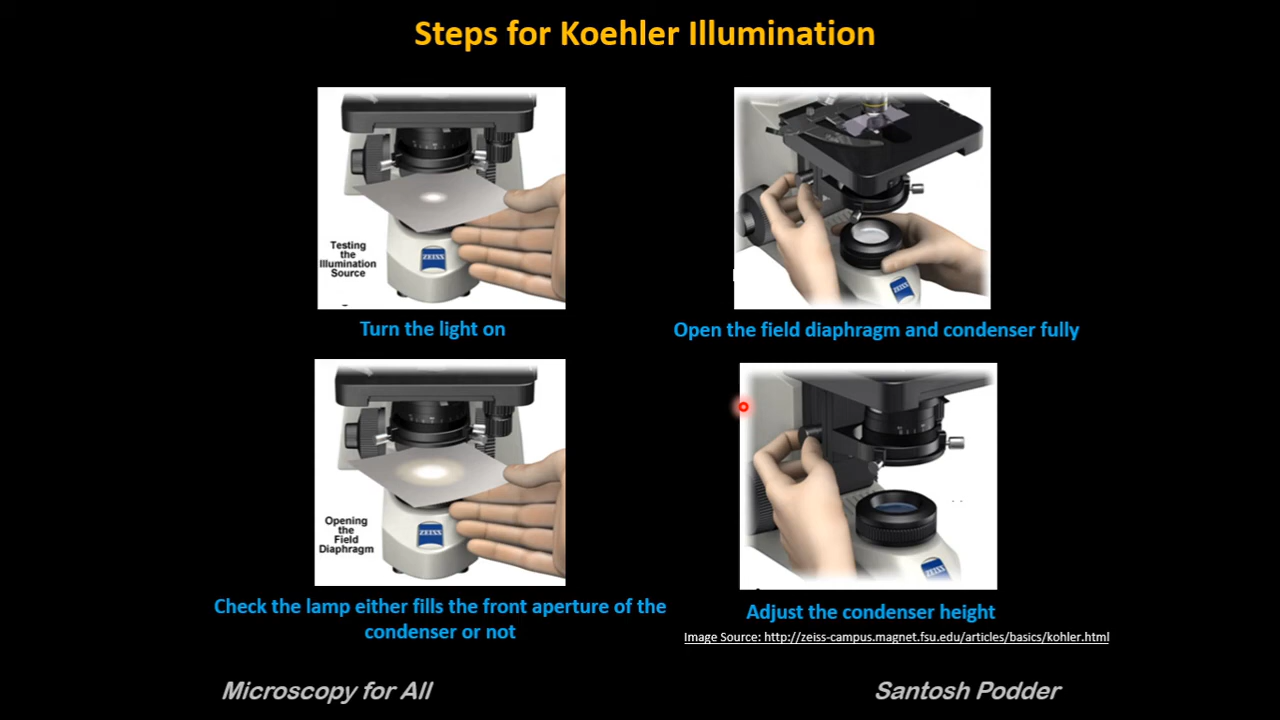 Steps for Koehler Illumination
Testing
the
Illumination
Source
ZEISS
ZEISS
Turn the light on
Open the field diaphragm and condenser fully
Opening
the
Field
Diaphragm
ZEISS
ZEISS
Check the lamp either fills the front aperture of the
condenser or not
Adjust the condenser height
Image Source: http://zeiss-campus.magnet.fsu.edu/articles/basics/kohler.html
Microscopy for All
Santosh Podder